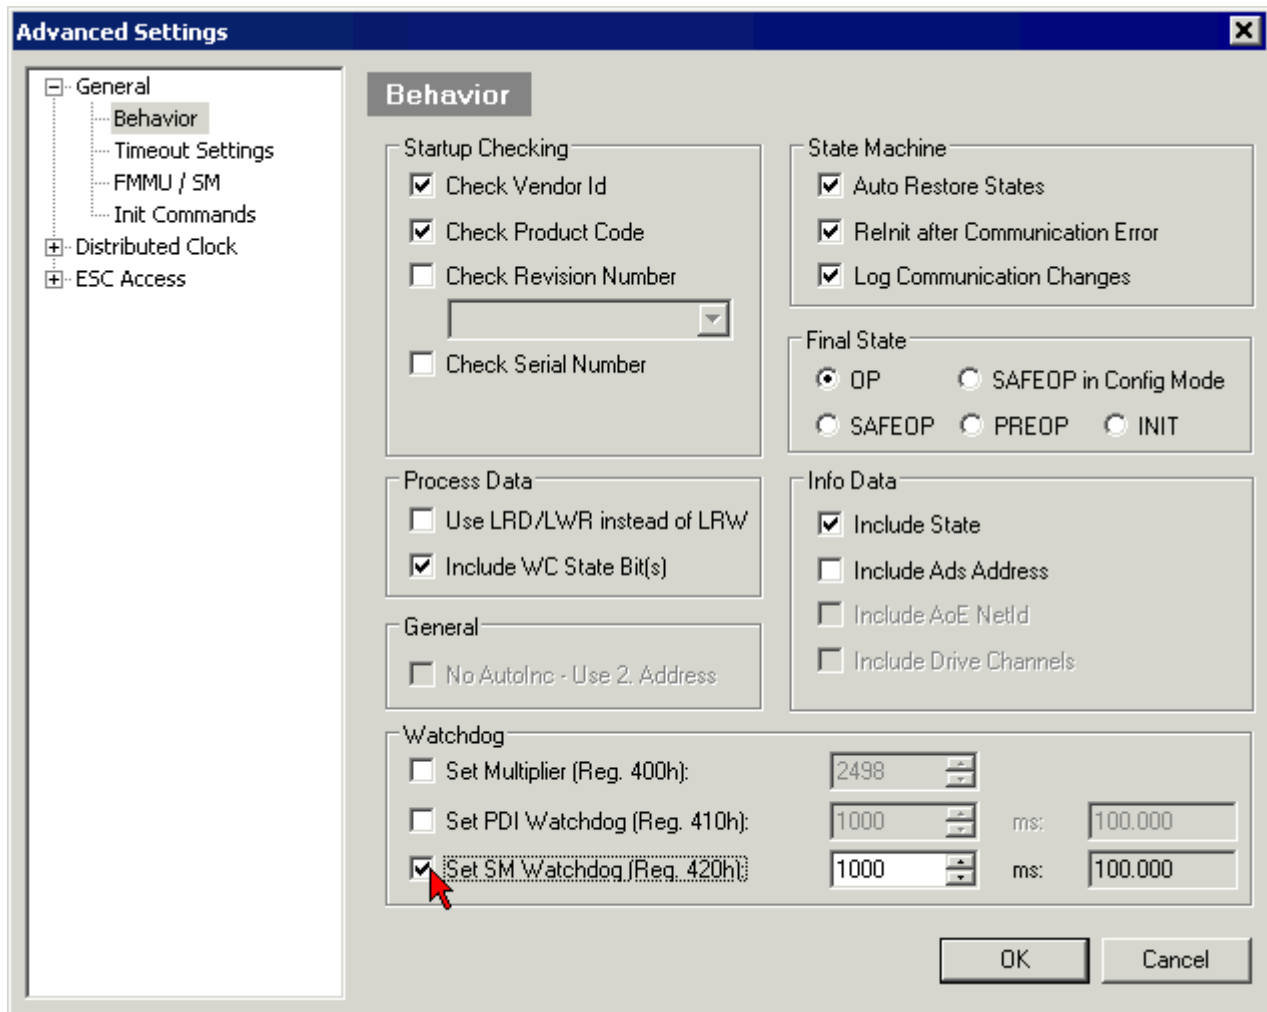 Advanced Settings
General
Behavior
Timeout Settings
FMMU / SM
Init Commands
Distributed Clock
ESC Access
Behavior
Startup Checking
Check Vendor Id
Check Product Code
Check Revision Number
Check Serial Number
State Machine
Auto Restore States
ReInit after Communication Error
Log Communication Changes
Final State
OP
SAFEOP in Config Mode
SAFEOP
PREOP
INIT
Process Data
Use LRD/LWR instead of LRW
Include WC State Bit(s)
Info Data
Include State
Include Ads Address
Include AoE NetId
Include Drive Channels
General
No AutoInc - Use 2. Address
Watchdog
Set Multiplier (Reg. 400h): 2498
Set PDI Watchdog (Reg. 410h): 1000 ms: 100.000
Set SM Watchdog (Reg. 420h): 1000 ms: 100.000
OK
Cancel